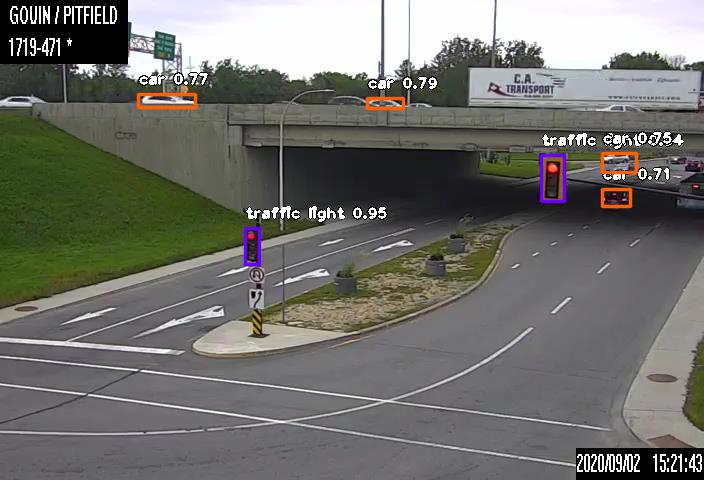 GOUIN / PITFIELD
1719-471 *
car 0.77
car 0.79
C.A.
TRANSPORT
traffic light 0.54
car 0.75
car 0.71
traffic light 0.95
2020/09/02 15:21:43